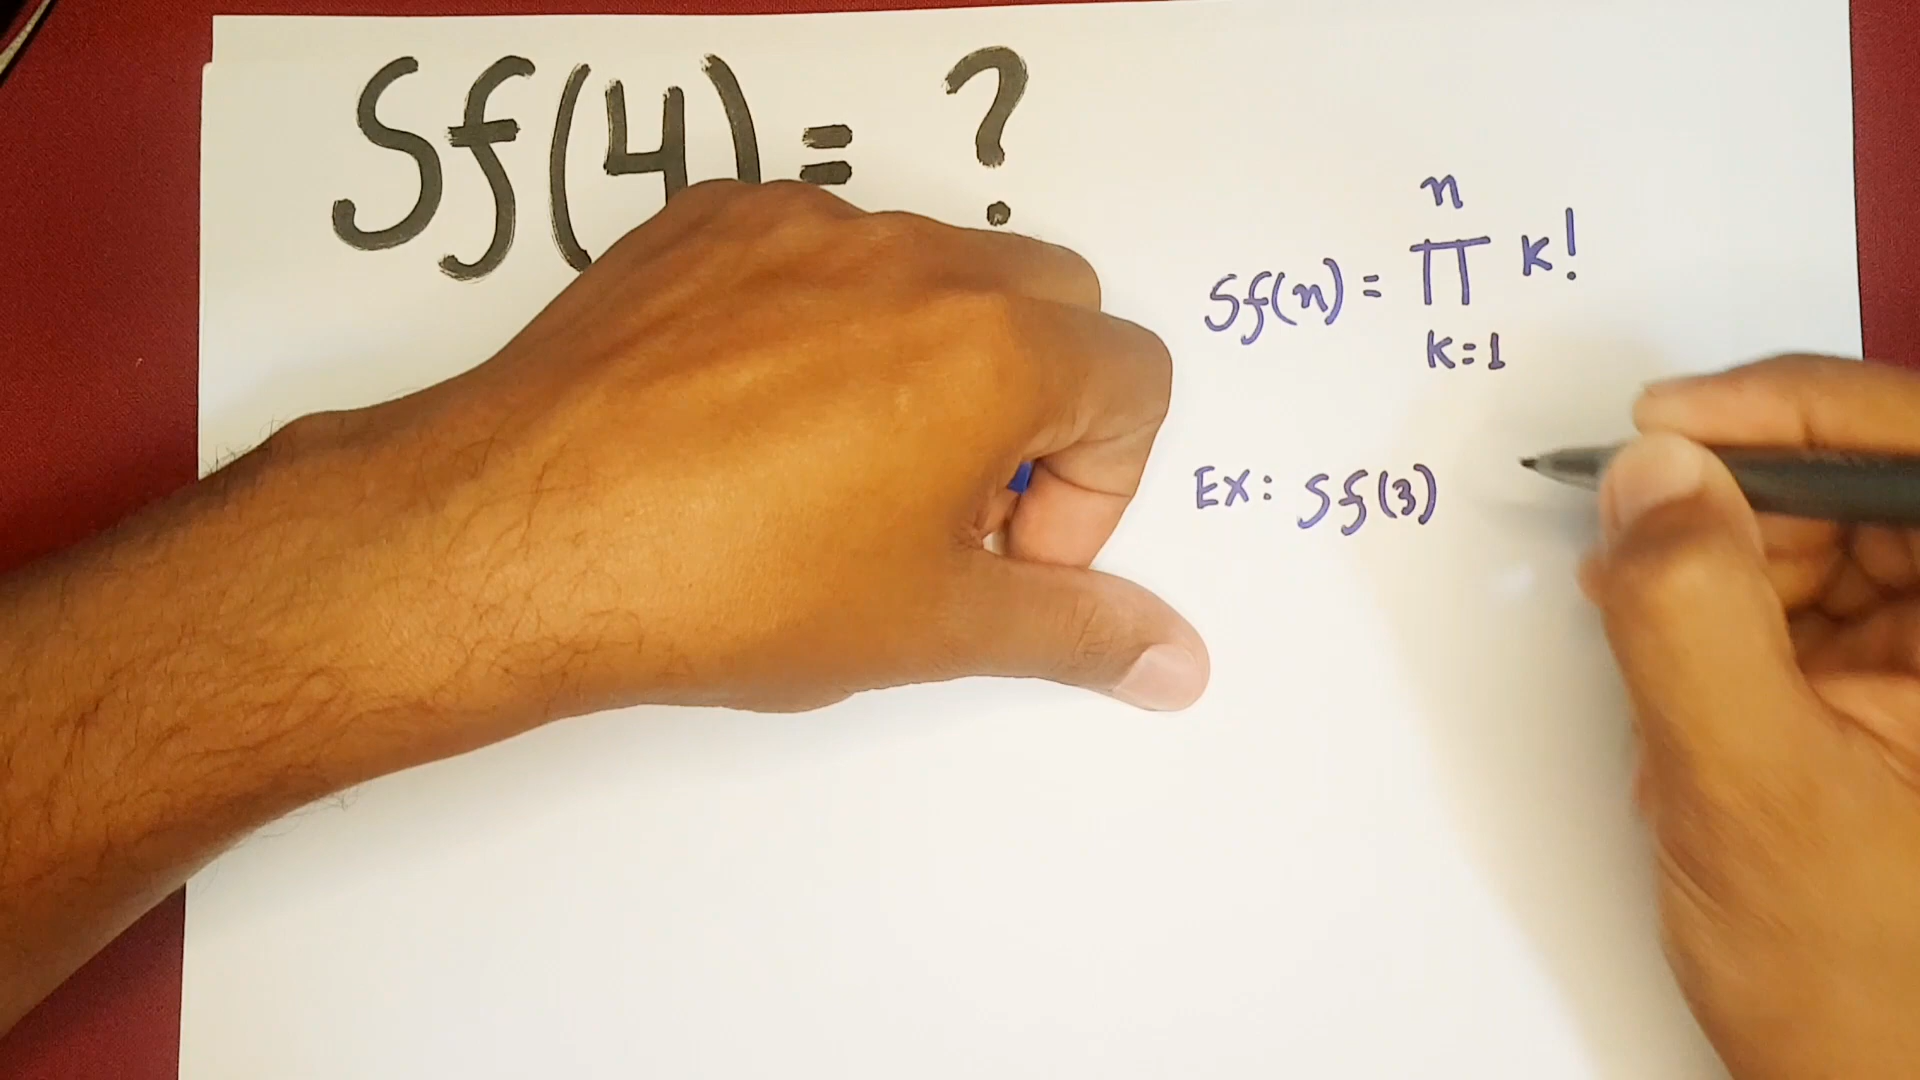 Sf(4) = ?
n
Sf(n) = ∏ k!
k=1
Ex: Sf(3)